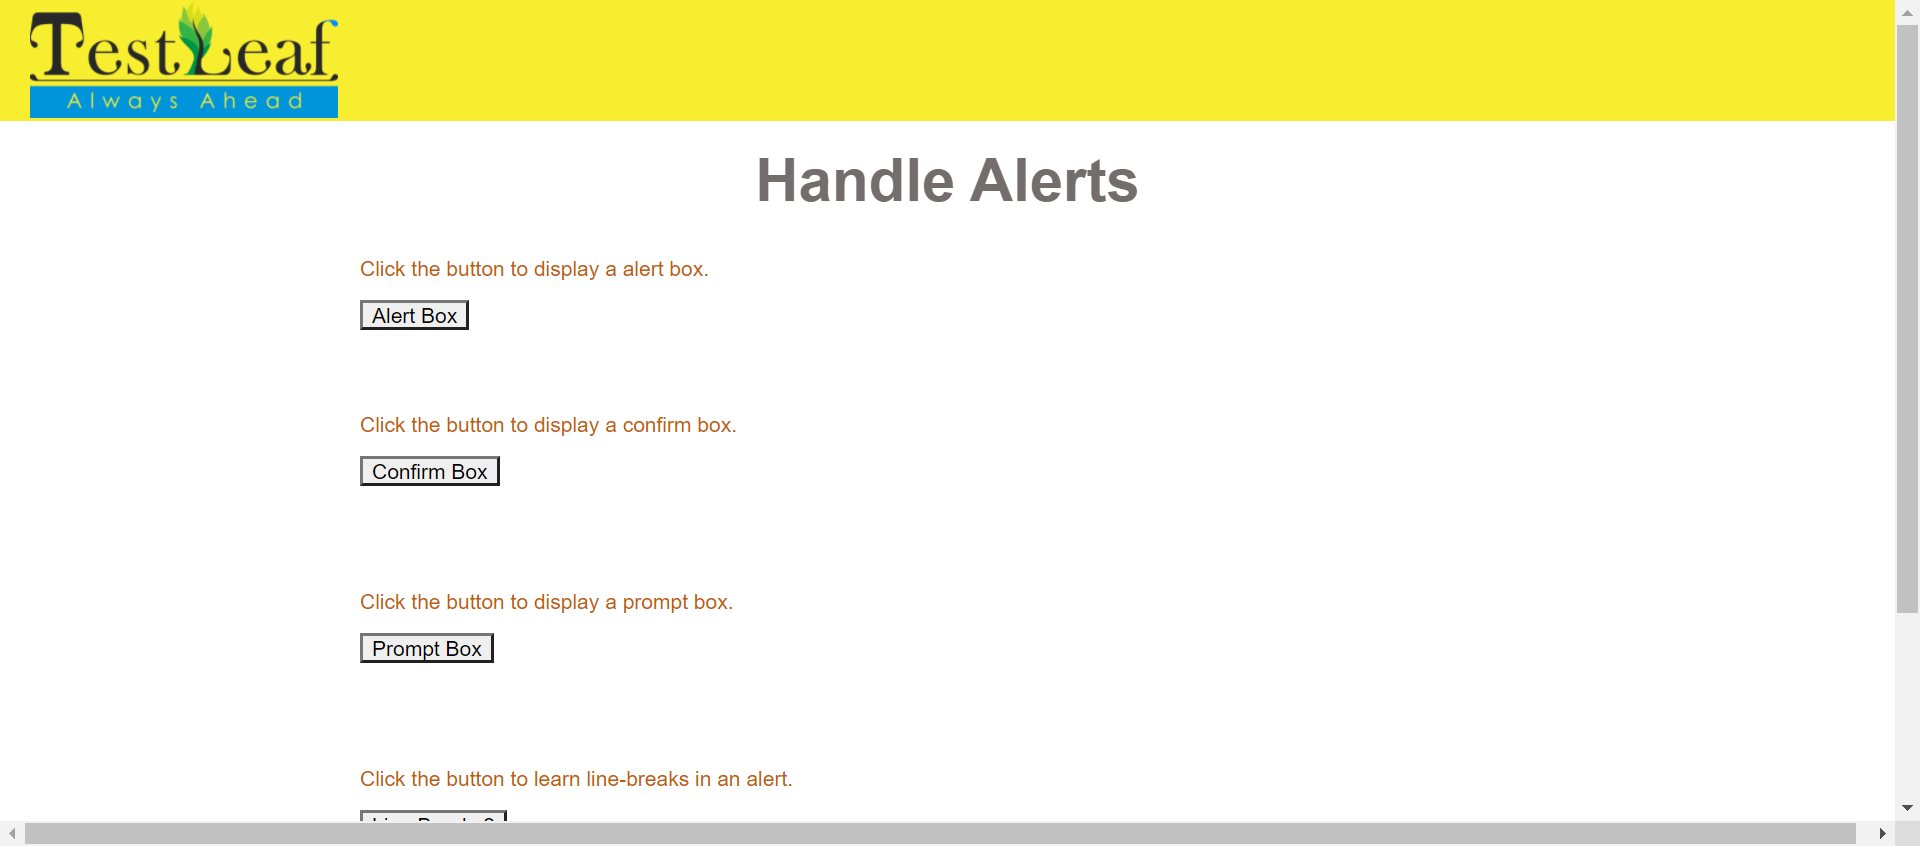 TestLeaf
Always Ahead
Handle Alerts
Click the button to display a alert box.
Alert Box
Click the button to display a confirm box.
Confirm Box
Click the button to display a prompt box.
Prompt Box
Click the button to learn line-breaks in an alert.